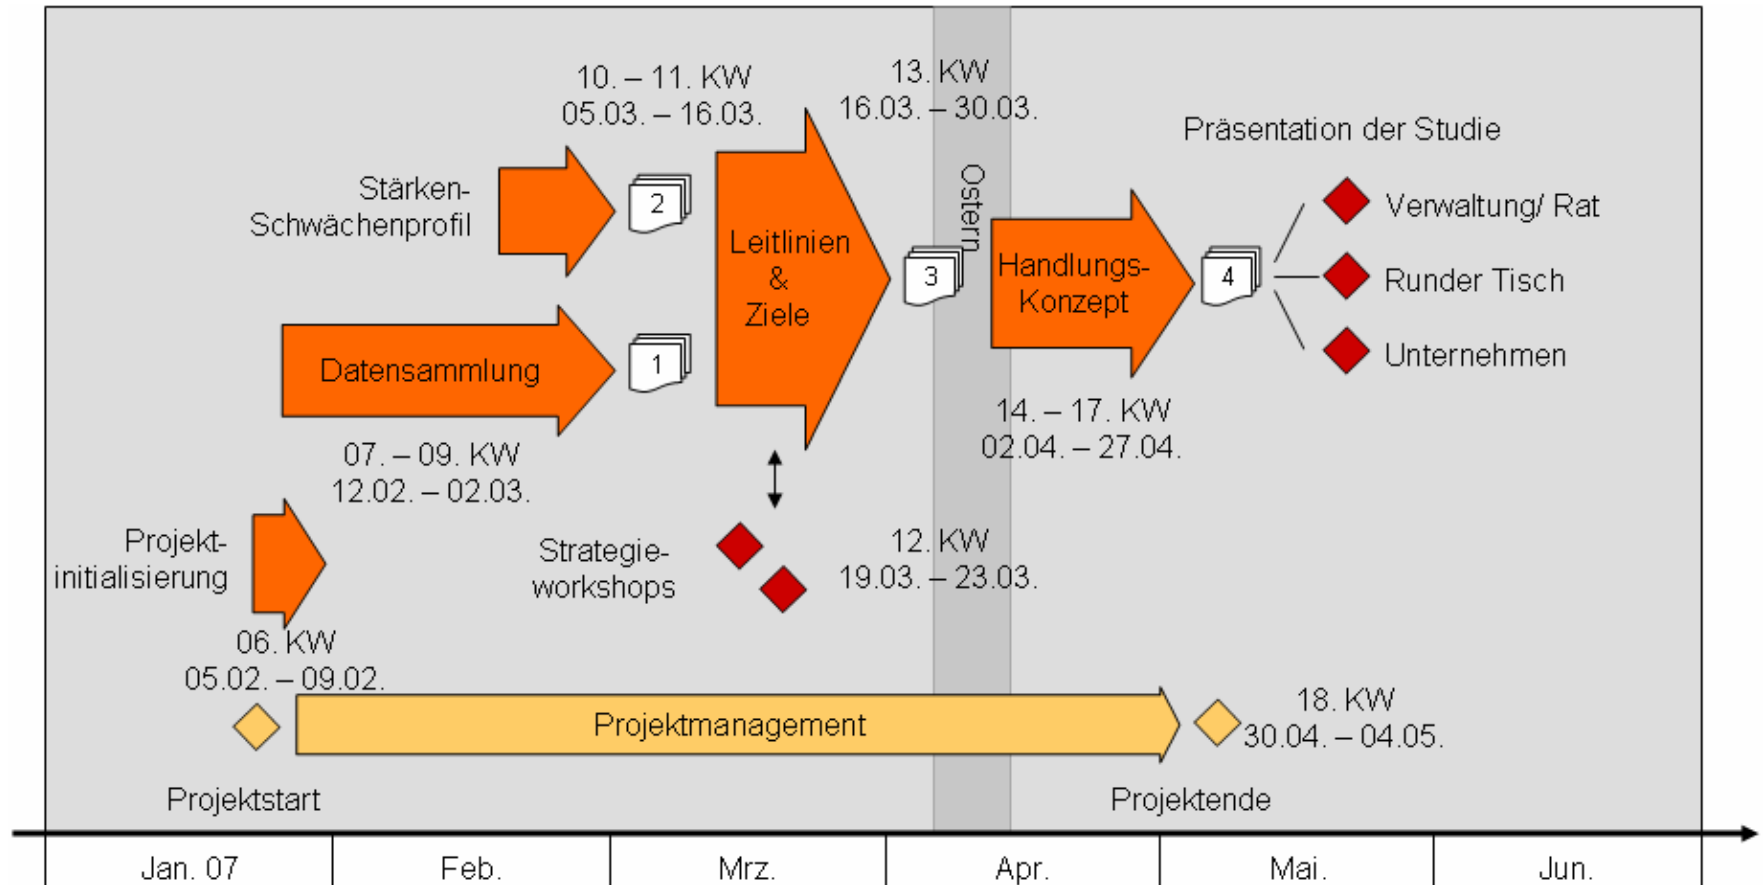 10. – 11. KW
05.03. – 16.03.
13. KW
16.03. – 30.03.
Präsentation der Studie
Stärken-
Schwächenprofil
2
Leitlinien
&
Ziele
3
Ostern
Handlungs-
Konzept
4
Verwaltung/ Rat
Runder Tisch
Unternehmen
Datensammlung
1
07. – 09. KW
12.02. – 02.03.
14. – 17. KW
02.04. – 27.04.
Projekt-
initialisierung
Strategie-
workshops
12. KW
19.03. – 23.03.
06. KW
05.02. – 09.02.
Projektmanagement
18. KW
30.04. – 04.05.
Projektstart
Projektende
Jan. 07
Feb.
Mrz.
Apr.
Mai.
Jun.